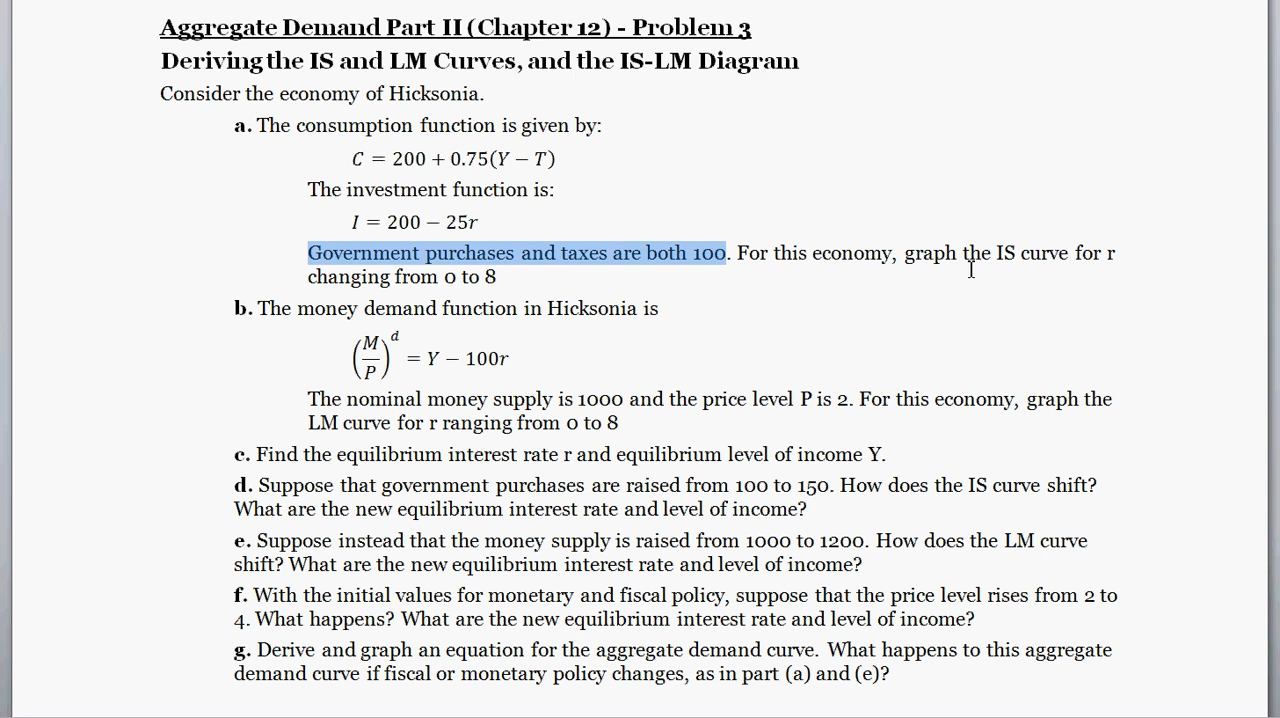 Aggregate Demand Part II (Chapter 12) - Problem 3
Deriving the IS and LM Curves, and the IS-LM Diagram
Consider the economy of Hicksonia.
a. The consumption function is given by:
C = 200 + 0.75(Y − T)
The investment function is:
I = 200 − 25r
Government purchases and taxes are both 100. For this economy, graph the IS curve for r
changing from 0 to 8
b. The money demand function in Hicksonia is
(M/P)^d = Y − 100r
The nominal money supply is 1000 and the price level P is 2. For this economy, graph the
LM curve for r ranging from 0 to 8
c. Find the equilibrium interest rate r and equilibrium level of income Y.
d. Suppose that government purchases are raised from 100 to 150. How does the IS curve shift?
What are the new equilibrium interest rate and level of income?
e. Suppose instead that the money supply is raised from 1000 to 1200. How does the LM curve
shift? What are the new equilibrium interest rate and level of income?
f. With the initial values for monetary and fiscal policy, suppose that the price level rises from 2 to
4. What happens? What are the new equilibrium interest rate and level of income?
g. Derive and graph an equation for the aggregate demand curve. What happens to this aggregate
demand curve if fiscal or monetary policy changes, as in part (a) and (e)?